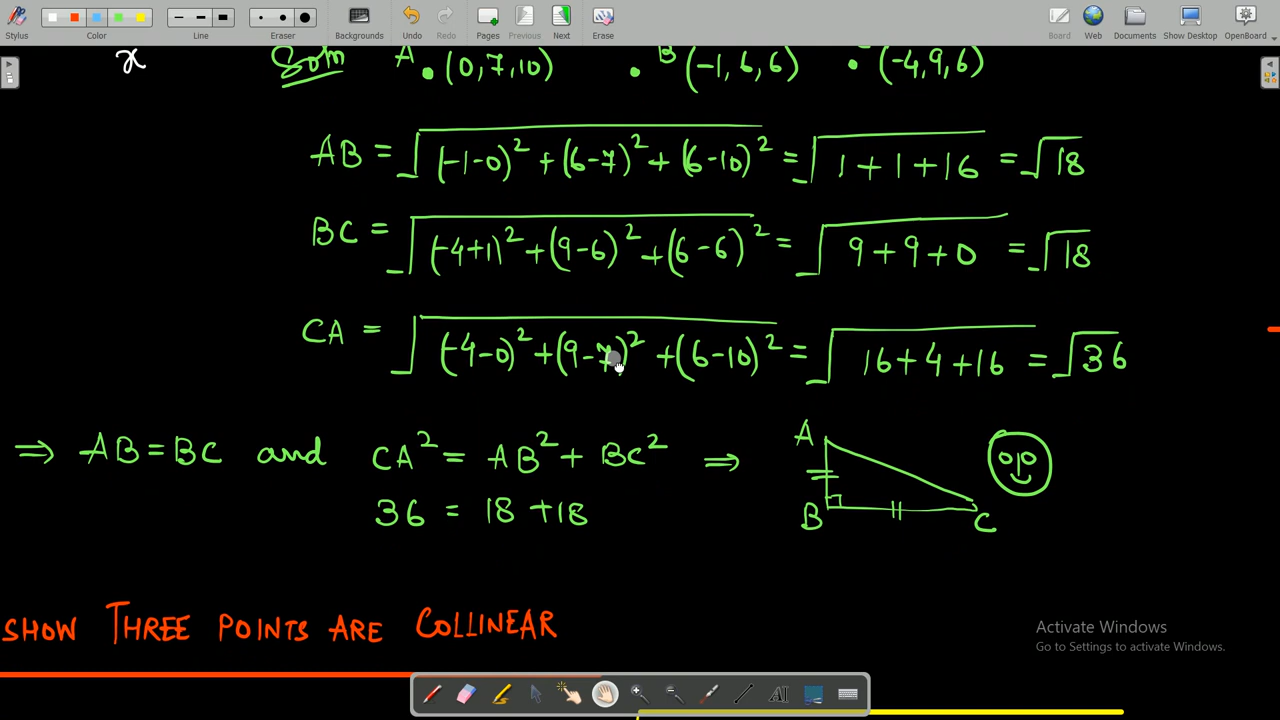 Stylus Color Line Eraser Backgrounds Undo Redo Pages Previous Next Erase Board Web Documents Show Desktop OpenBoard
x Soln A •(0,7,10) • B (-1,6,6) • (-4,9,6)
AB = √((-1-0)² + (6-7)² + (6-10)²) = √(1+1+16) = √18
BC = √((-4+1)² + (9-6)² + (6-6)²) = √(9+9+0) = √18
CA = √((-4-0)² + (9-7)² + (6-10)²) = √(16+4+16) = √36
⇒ AB=BC and CA² = AB² + BC² ⇒
36 = 18 +18
A
B C
SHOW THREE POINTS ARE COLLINEAR
Activate Windows
Go to Settings to activate Windows.